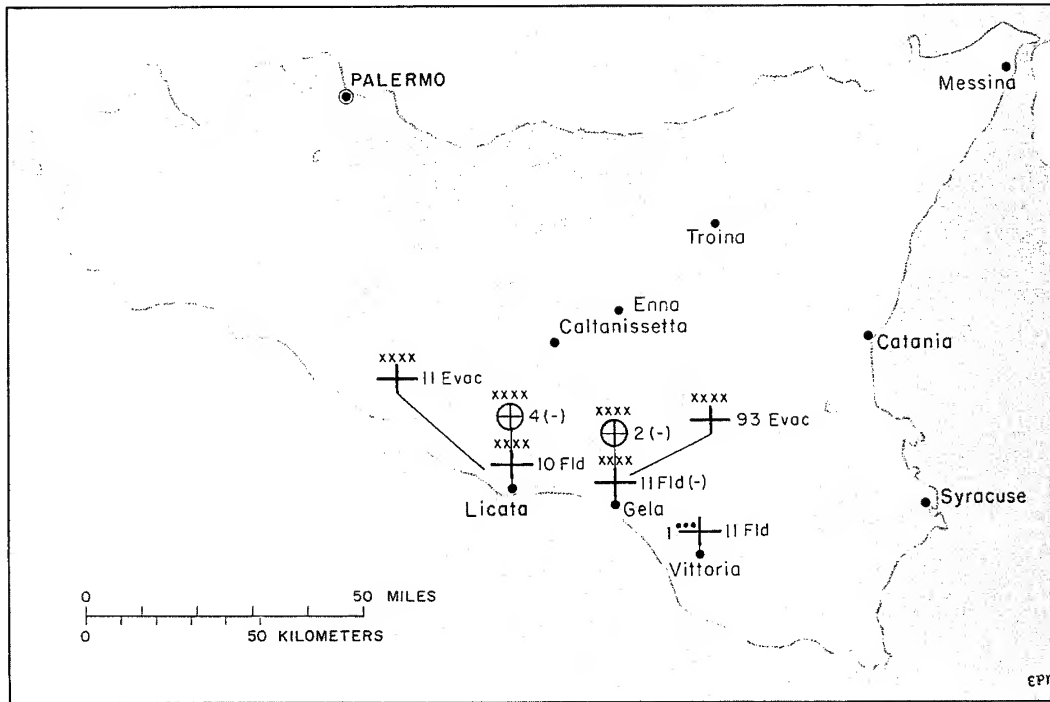 PALERMO
Messina
Troina
Enna
Caltanissetta
Catania
xxxx
11 Evac
xxxx
4(-)
xxxx
10 Fld
Licata
xxxx
2(-)
xxxx
11 Fld(-)
Gela
xxxx
93 Evac
Syracuse
1 ••• 11 Fld
Vittoria
0 50 MILES
0 50 KILOMETERS